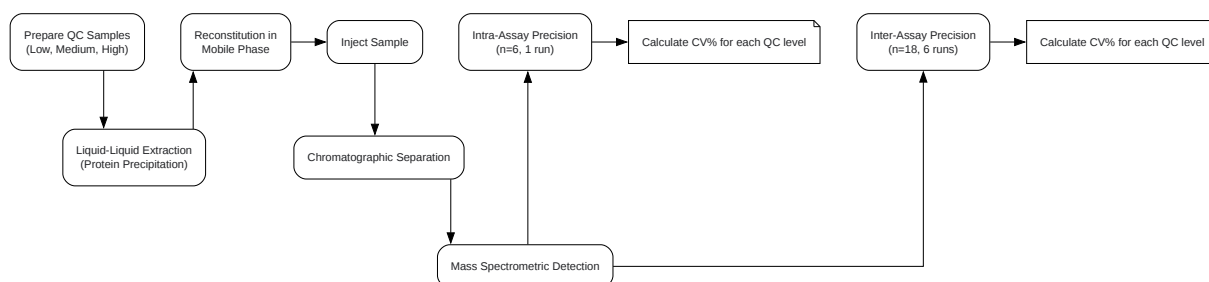 Prepare QC Samples
(Low, Medium, High)
Liquid-Liquid Extraction
(Protein Precipitation)
Reconstitution in
Mobile Phase
Inject Sample
Chromatographic Separation
Mass Spectrometric Detection
Intra-Assay Precision
(n=6, 1 run)
Calculate CV% for each QC level
Inter-Assay Precision
(n=18, 6 runs)
Calculate CV% for each QC level